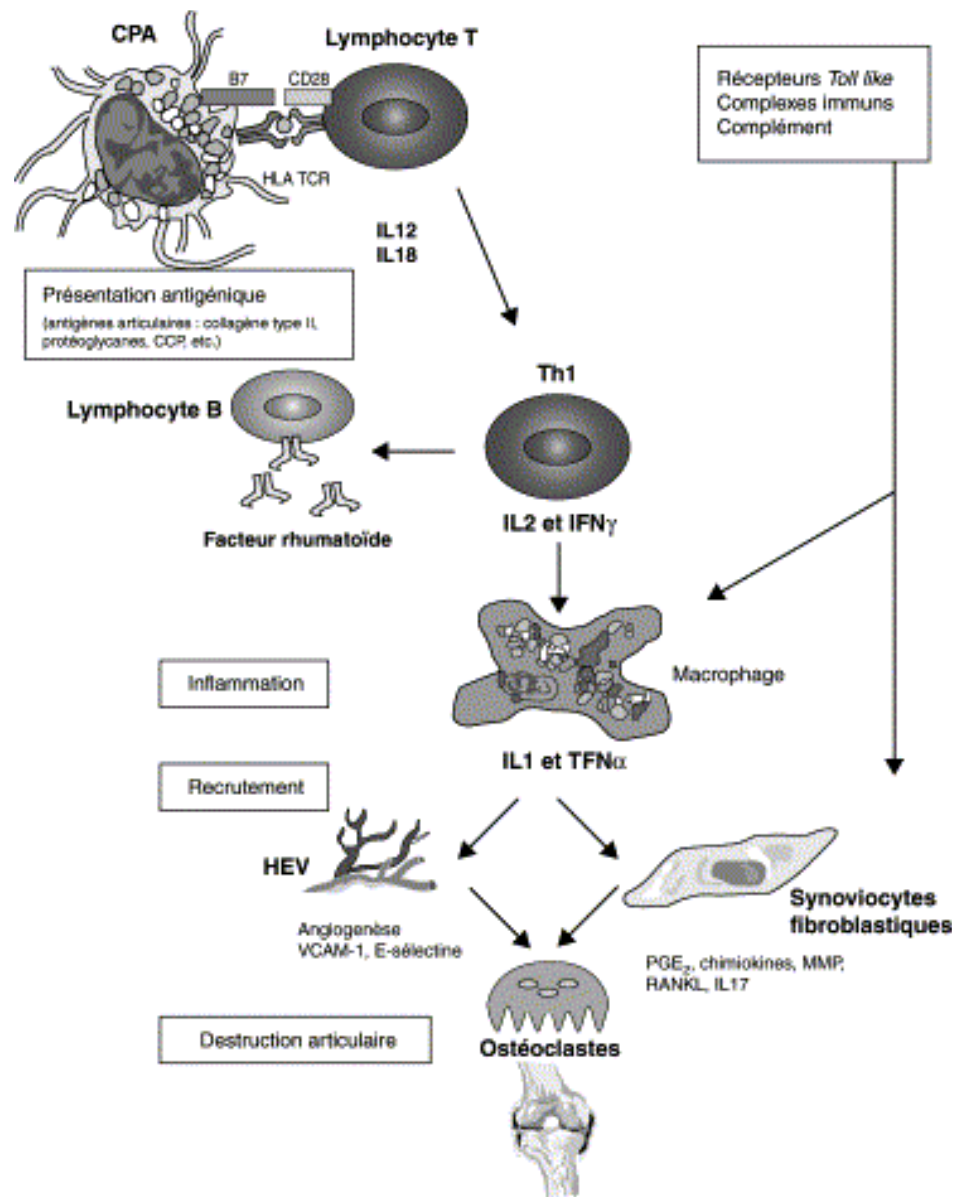 CPA
Lymphocyte T
B7
CD28
HLA TCR
Récepteurs Toll like
Complexes immuns
Complément
IL12
IL18
Présentation antigénique
(antigènes articulaires : collagène type II,
protéoglycanes, CCP, etc.)
Th1
Lymphocyte B
Facteur rhumatoïde
IL2 et IFNγ
Inflammation
Macrophage
IL1 et TFNα
Recrutement
HEV
Synoviocytes
fibroblastiques
Angiogenèse
VCAM-1, E-sélectine
PGE₂, chimiokines, MMP,
RANKL, IL17
Destruction articulaire
Ostéoclastes